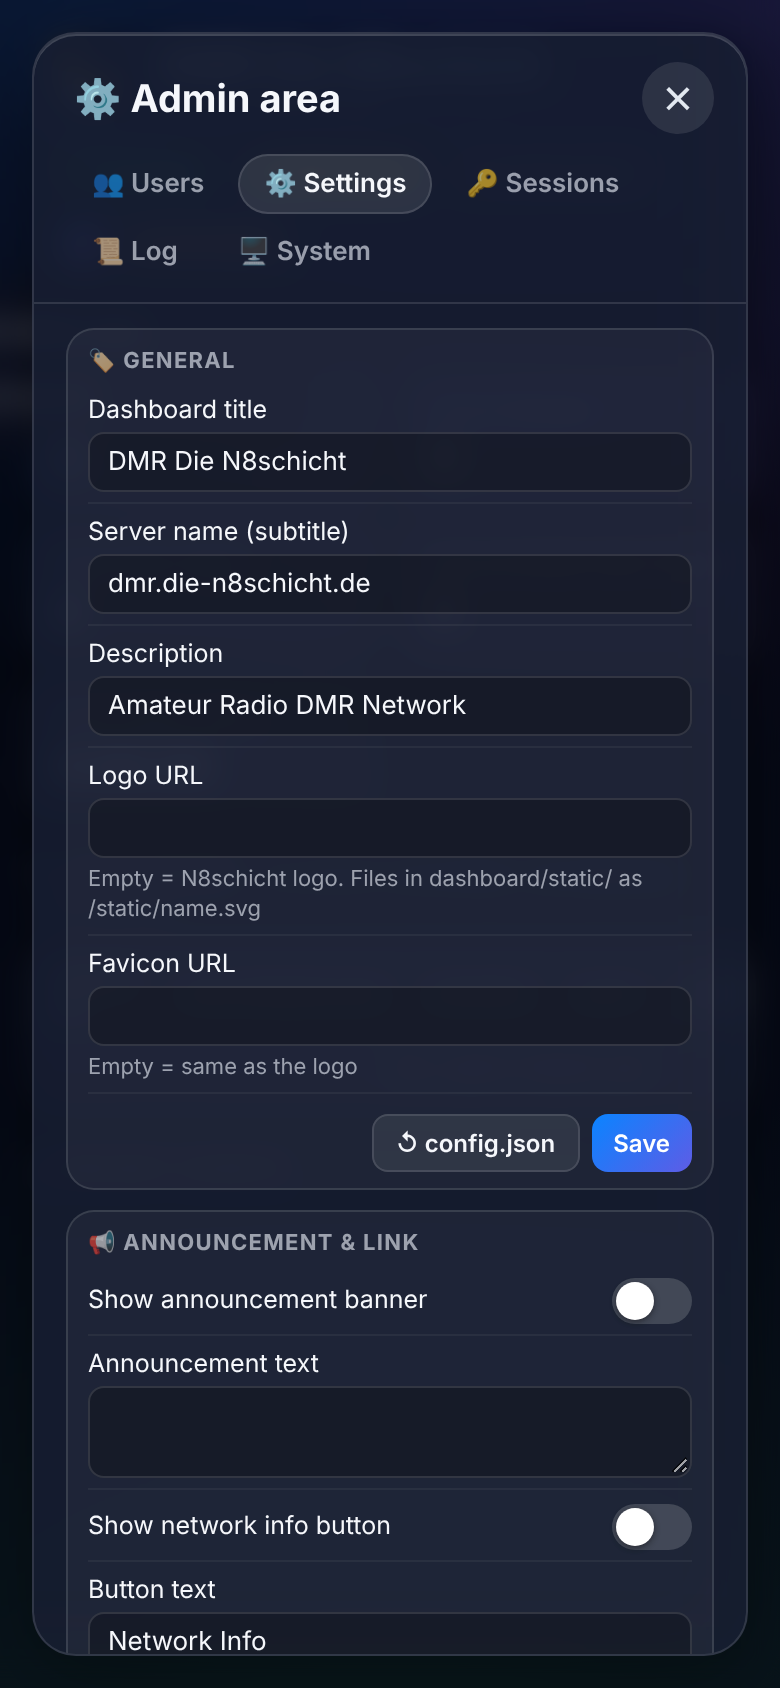 Admin area
Users
Settings
Sessions
Log
System
GENERAL
Dashboard title
DMR Die N8schicht
Server name (subtitle)
dmr.die-n8schicht.de
Description
Amateur Radio DMR Network
Logo URL
Empty = N8schicht logo. Files in dashboard/static/ as
/static/name.svg
Favicon URL
Empty = same as the logo
config.json
Save
ANNOUNCEMENT & LINK
Show announcement banner
Announcement text
Show network info button
Button text
Network Info